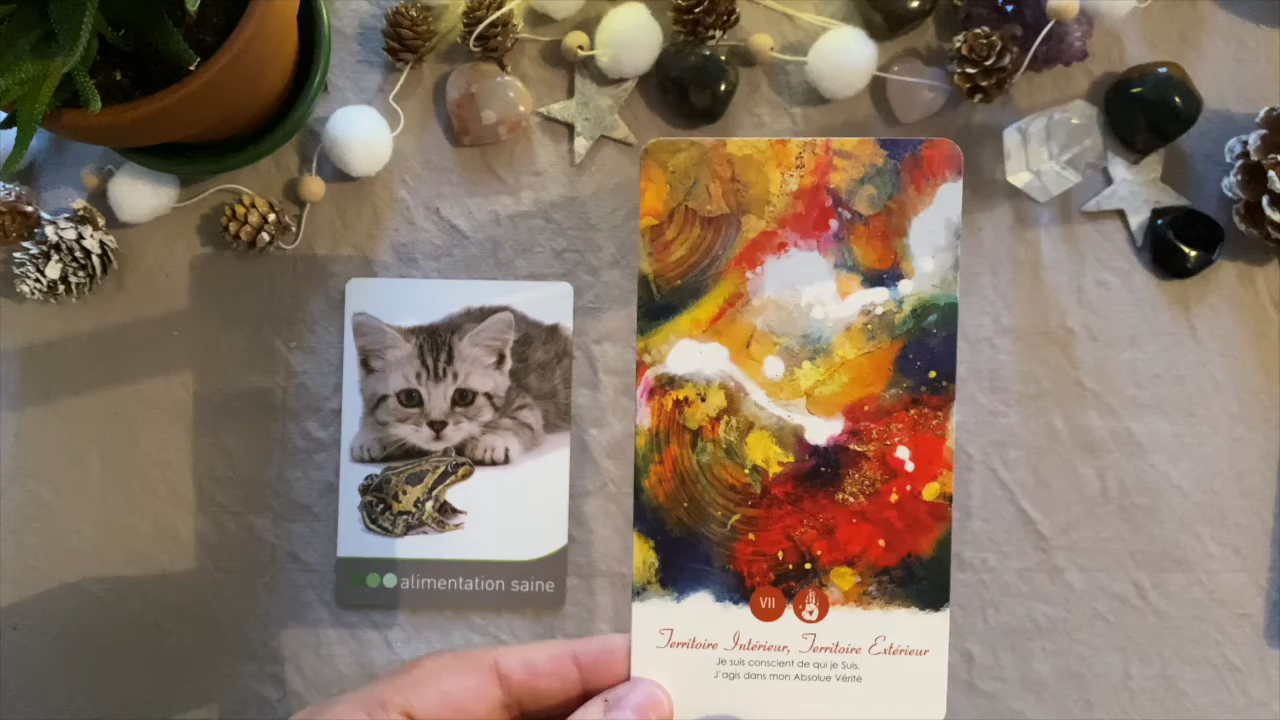 alimentation saine
VII
Territoire Intérieur, Territoire Extérieur
Je suis conscient de qui je Suis.
J'agis dans mon Absolue Vérité